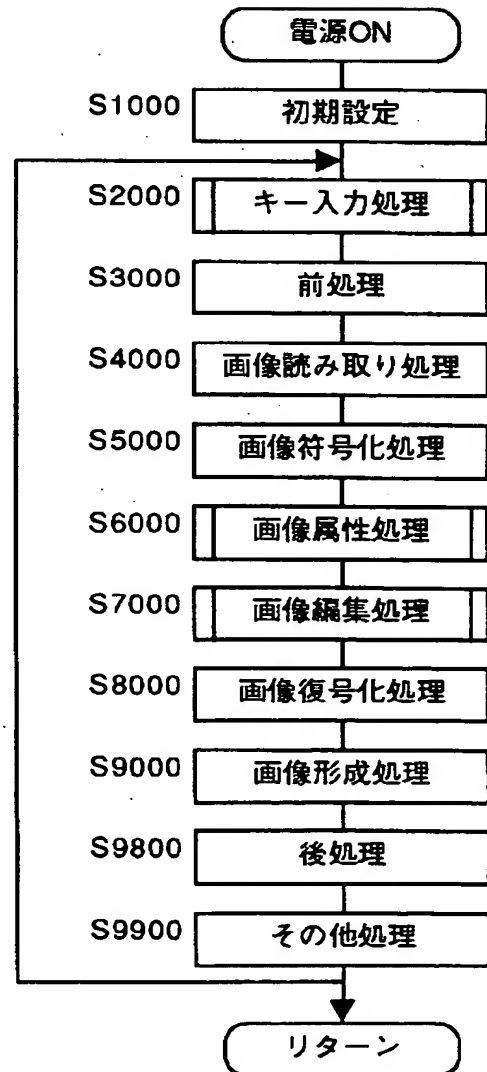 電源ON
S1000 初期設定
S2000 キー入力処理
S3000 前処理
S4000 画像読み取り処理
S5000 画像符号化処理
S6000 画像属性処理
S7000 画像編集処理
S8000 画像復号化処理
S9000 画像形成処理
S9800 後処理
S9900 その他処理
リターン